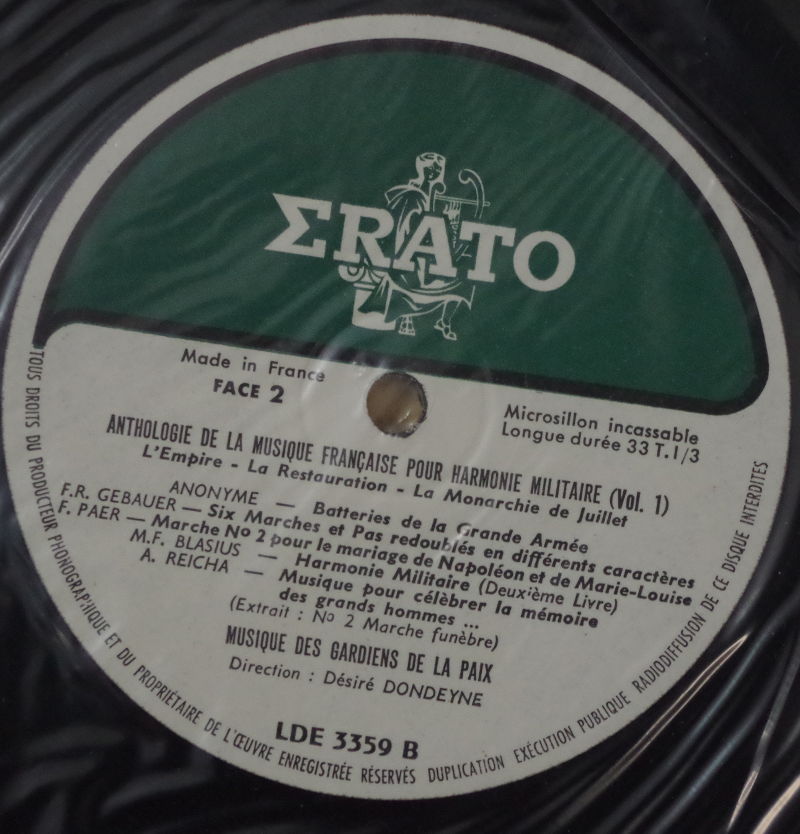 ΣRATO
Made in France
FACE 2
Microsillon incassable
Longue durée 33 T.1/3
ANTHOLOGIE DE LA MUSIQUE FRANÇAISE POUR HARMONIE MILITAIRE (Vol. 1)
L'Empire - La Restauration - La Monarchie de Juillet
ANONYME — Batteries de la Grande Armée
F.R. GEBAUER — Six Marches et Pas redoublés en différents caractères
F. PAER — Marche No 2 pour le mariage de Napoléon et de Marie-Louise
M.F. BLASIUS — Harmonie Militaire (Deuxième Livre)
A. REICHA — Musique pour célèbrer la mémoire
des grands hommes ...
(Extrait : No 2 Marche funèbre)
MUSIQUE DES GARDIENS DE LA PAIX
Direction : Désiré DONDEYNE
LDE 3359 B
TOUS DROITS DU PRODUCTEUR PHONOGRAPHIQUE ET DU PROPRIÉTAIRE DE L'ŒUVRE ENREGISTRÉE RÉSERVÉS DUPLICATION EXÉCUTION PUBLIQUE RADIODIFFUSION DE CE DISQUE INTERDITES